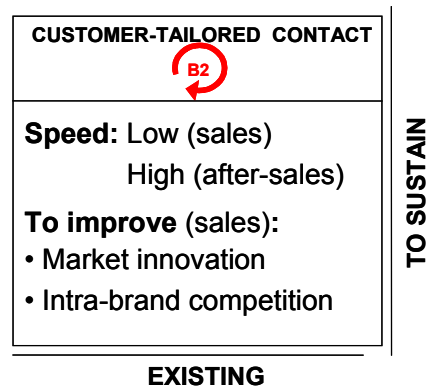 CUSTOMER-TAILORED CONTACT
B2
Speed: Low (sales)
High (after-sales)
To improve (sales):
• Market innovation
• Intra-brand competition
TO SUSTAIN
EXISTING